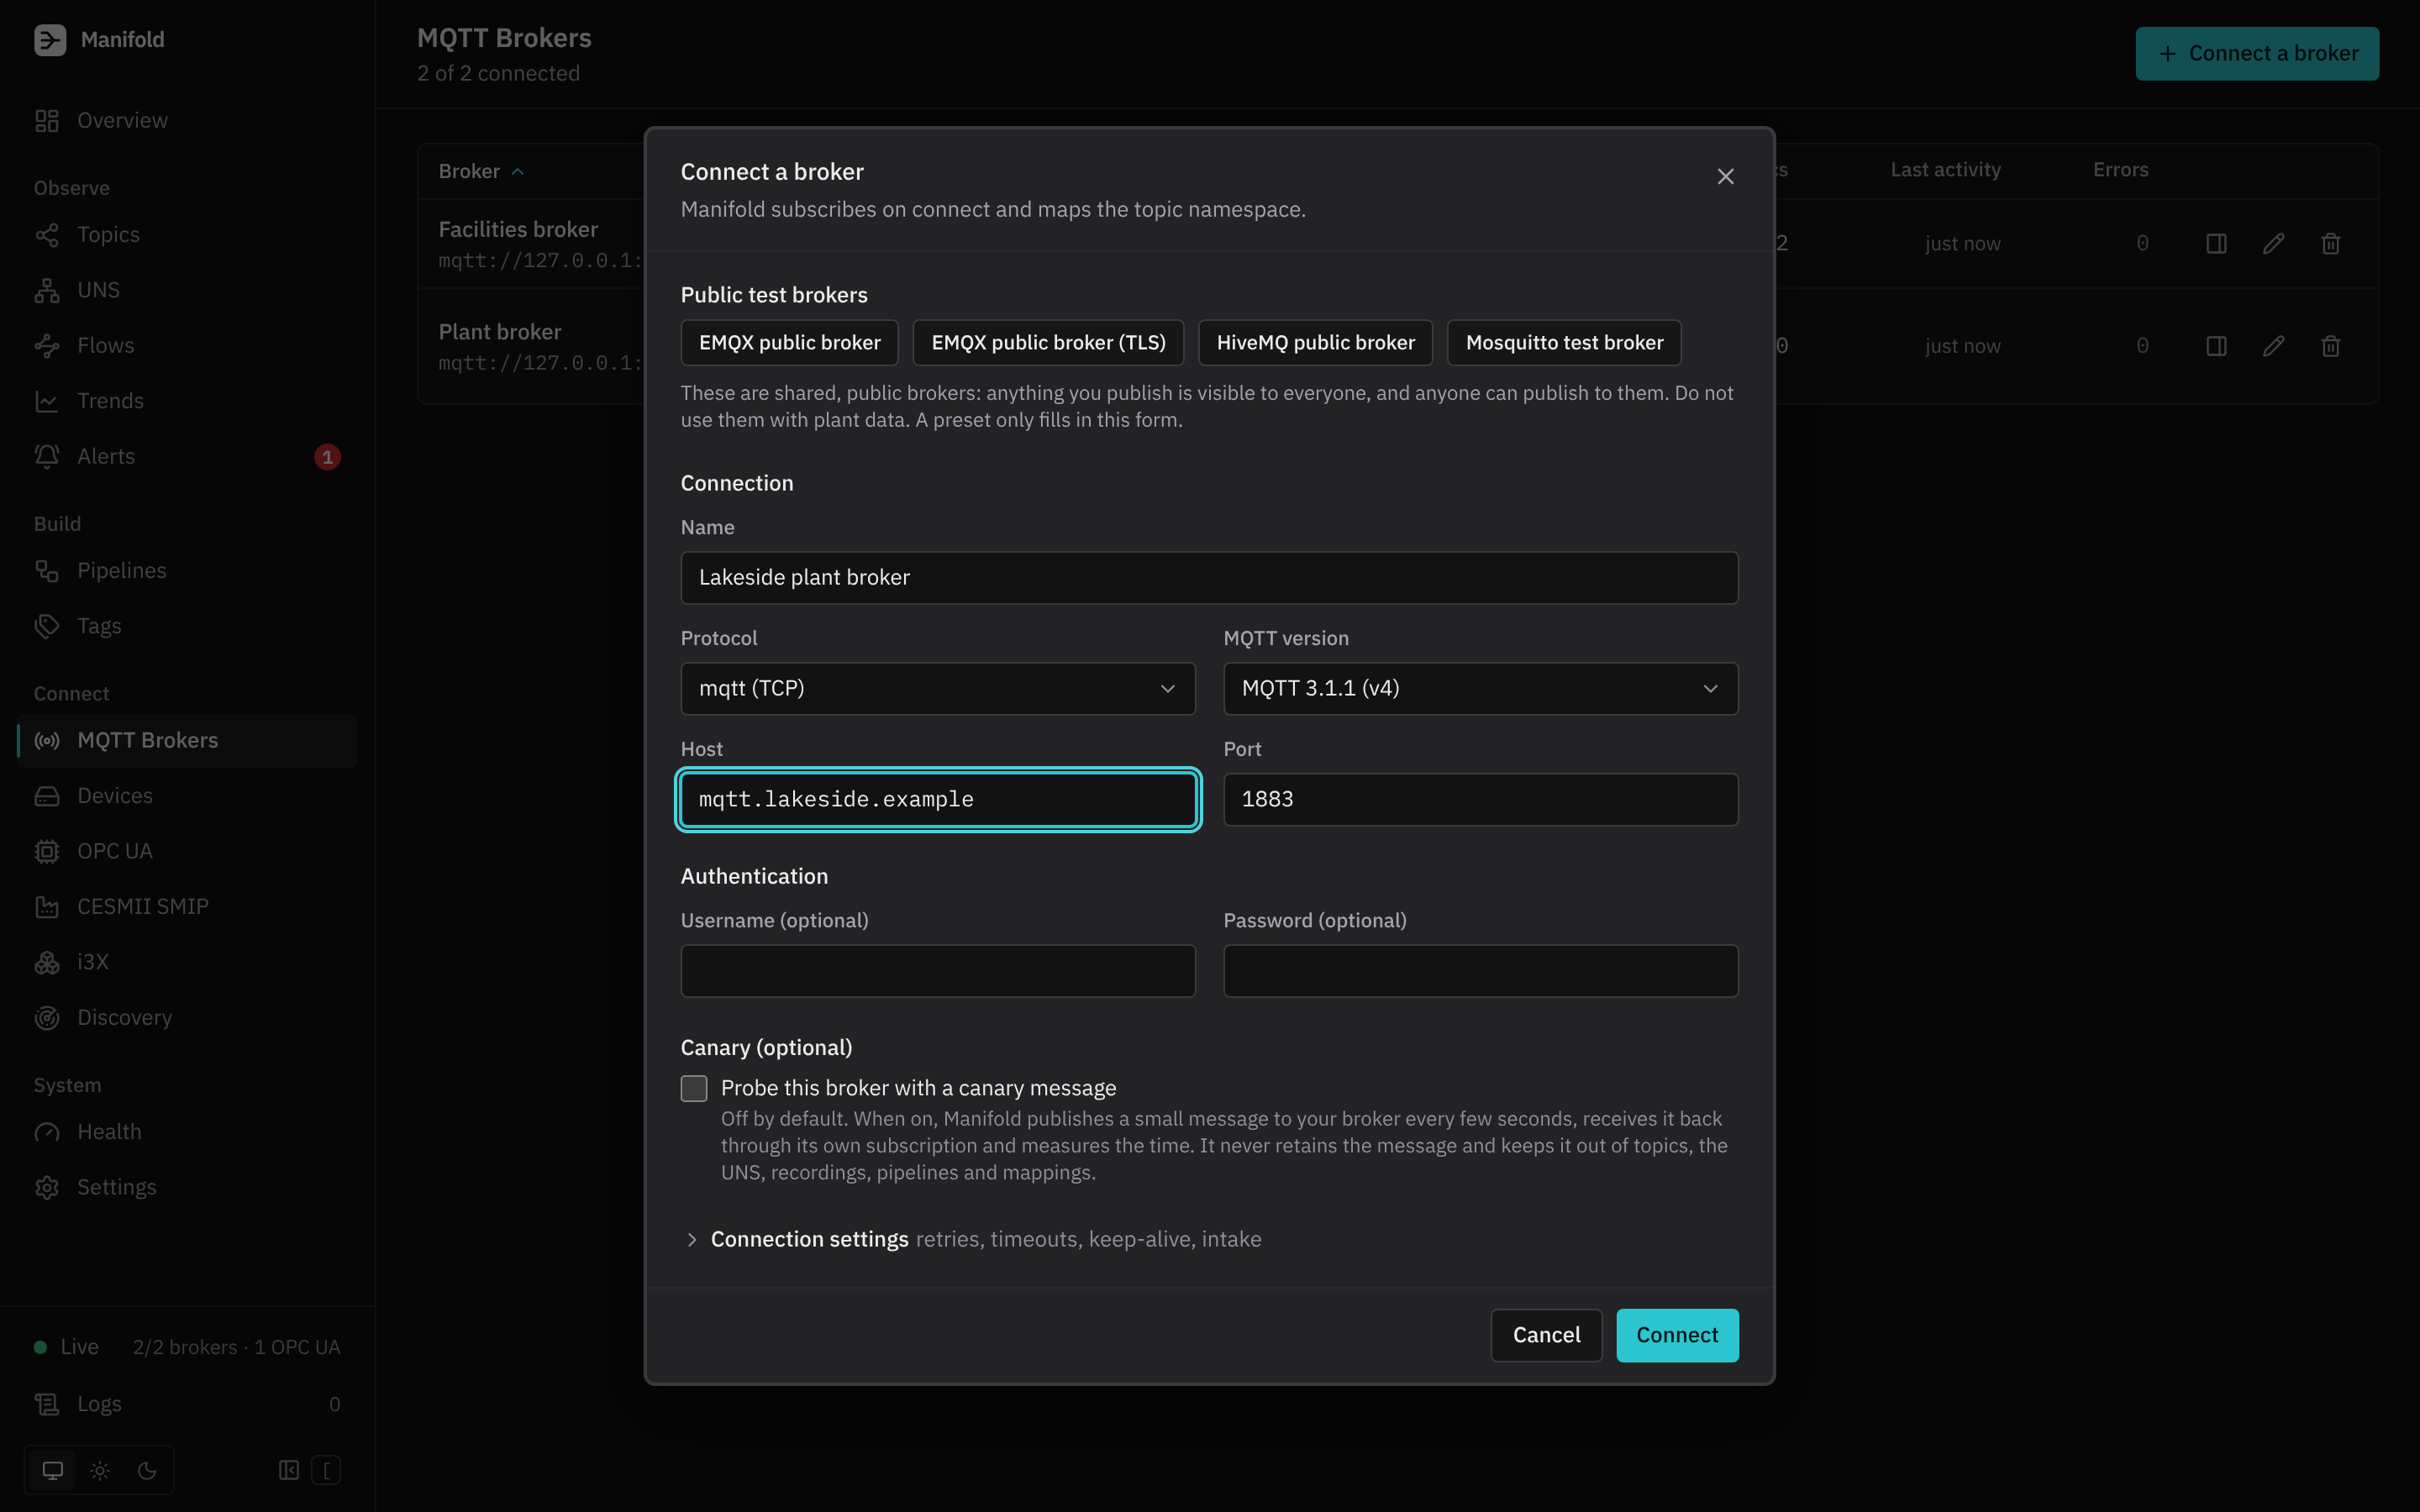 Manifold
Overview
Observe
Topics
UNS
Flows
Trends
Alerts
1
Build
Pipelines
Tags
Connect
MQTT Brokers
Devices
OPC UA
CESMII SMIP
i3X
Discovery
System
Health
Settings
Live
2/2 brokers · 1 OPC UA
Logs
0
[
MQTT Brokers
2 of 2 connected
+ Connect a broker
Broker
Last activity
Errors
Facilities broker
mqtt://127.0.0.1:
2
just now
0
Plant broker
mqtt://127.0.0.1:
0
just now
0
Connect a broker
Manifold subscribes on connect and maps the topic namespace.
Public test brokers
EMQX public broker
EMQX public broker (TLS)
HiveMQ public broker
Mosquitto test broker
These are shared, public brokers: anything you publish is visible to everyone, and anyone can publish to them. Do not
use them with plant data. A preset only fills in this form.
Connection
Name
Lakeside plant broker
Protocol
MQTT version
mqtt (TCP)
MQTT 3.1.1 (v4)
Host
Port
mqtt.lakeside.example
1883
Authentication
Username (optional)
Password (optional)
Canary (optional)
Probe this broker with a canary message
Off by default. When on, Manifold publishes a small message to your broker every few seconds, receives it back
through its own subscription and measures the time. It never retains the message and keeps it out of topics, the
UNS, recordings, pipelines and mappings.
Connection settings retries, timeouts, keep-alive, intake
Cancel
Connect